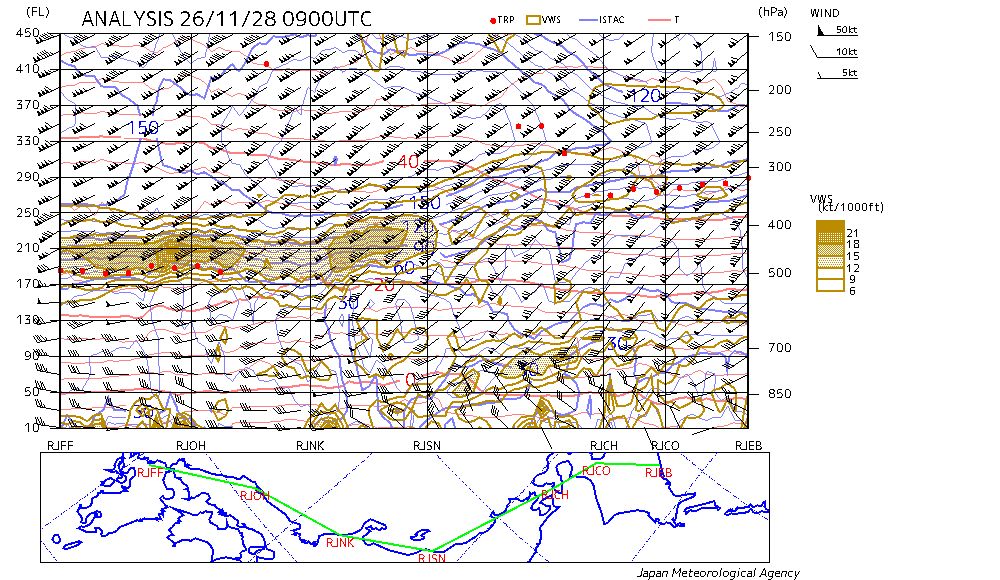 (FL) ANALYSIS 26/11/28 0900UTC TRP VWS ISTAC T (hPa) WIND
450 150 50kt
10kt
410 5kt
200
370 120
150 250
330
40 300
290
150 VWS
(kt/1000ft)
250 120 400
21
210 90 18
60 500 15
170 20 12
30 9
130 6
30 700
90
0
50 850
30
10
RJFF RJOH RJNK RJSN RJCH RJCO RJEB
RJFF RJCO RJEB
RJOH RJCH
RJNK
RJSN
Japan Meteorological Agency